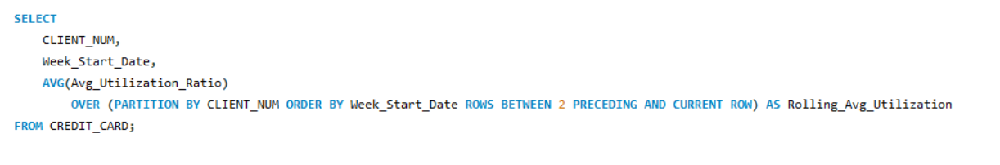 SELECT
CLIENT_NUM,
Week_Start_Date,
AVG(Avg_Utilization_Ratio)
OVER (PARTITION BY CLIENT_NUM ORDER BY Week_Start_Date ROWS BETWEEN 2 PRECEDING AND CURRENT ROW) AS Rolling_Avg_Utilization
FROM CREDIT_CARD;